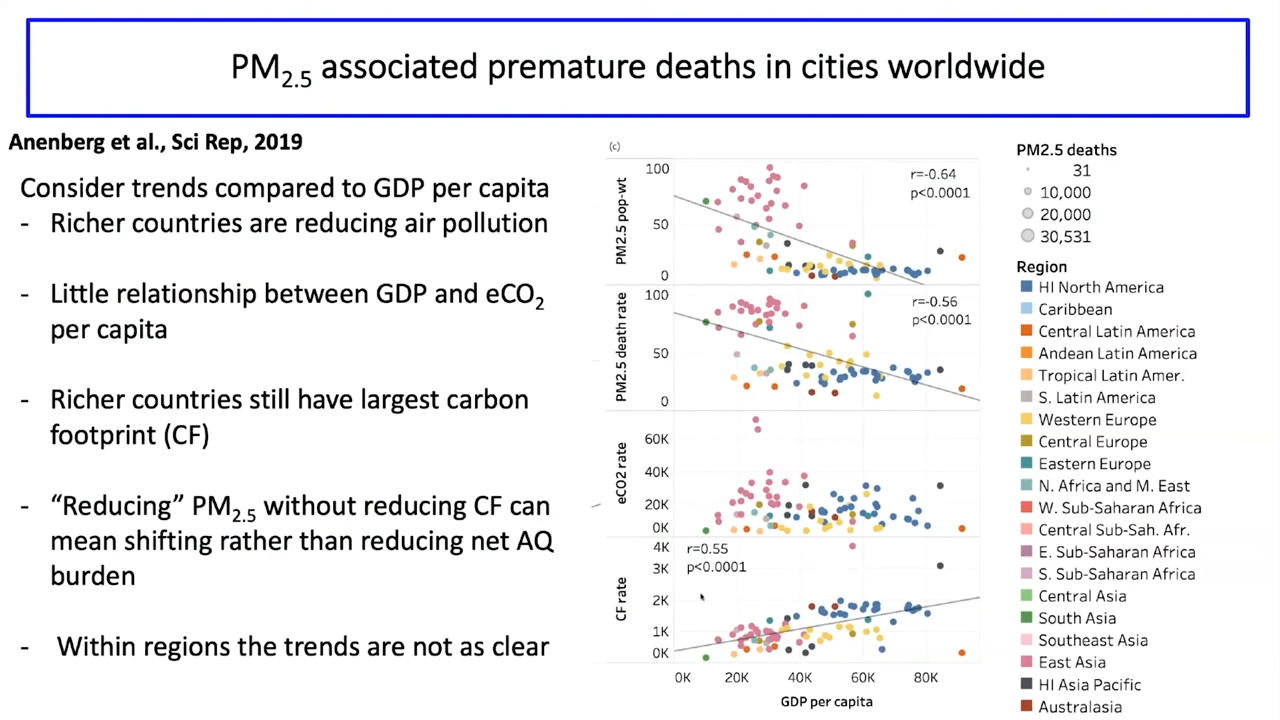 PM2.5 associated premature deaths in cities worldwide
Anenberg et al., Sci Rep, 2019
Consider trends compared to GDP per capita
- Richer countries are reducing air pollution
- Little relationship between GDP and eCO2
per capita
- Richer countries still have largest carbon
footprint (CF)
- “Reducing” PM2.5 without reducing CF can
mean shifting rather than reducing net AQ
burden
- Within regions the trends are not as clear
(c)
PM2.5 pop-wt
100
50
0
r=-0.64
p<0.0001
PM2.5 death rate
100
50
0
r=-0.56
p<0.0001
eCO2 rate
60K
40K
20K
0K
CF rate
4K
3K
2K
1K
0K
r=0.55
p<0.0001
0K 20K 40K 60K 80K
GDP per capita
PM2.5 deaths
31
10,000
20,000
30,531
Region
HI North America
Caribbean
Central Latin America
Andean Latin America
Tropical Latin Amer.
S. Latin America
Western Europe
Central Europe
Eastern Europe
N. Africa and M. East
W. Sub-Saharan Africa
Central Sub-Sah. Afr.
E. Sub-Saharan Africa
S. Sub-Saharan Africa
Central Asia
South Asia
Southeast Asia
East Asia
HI Asia Pacific
Australasia